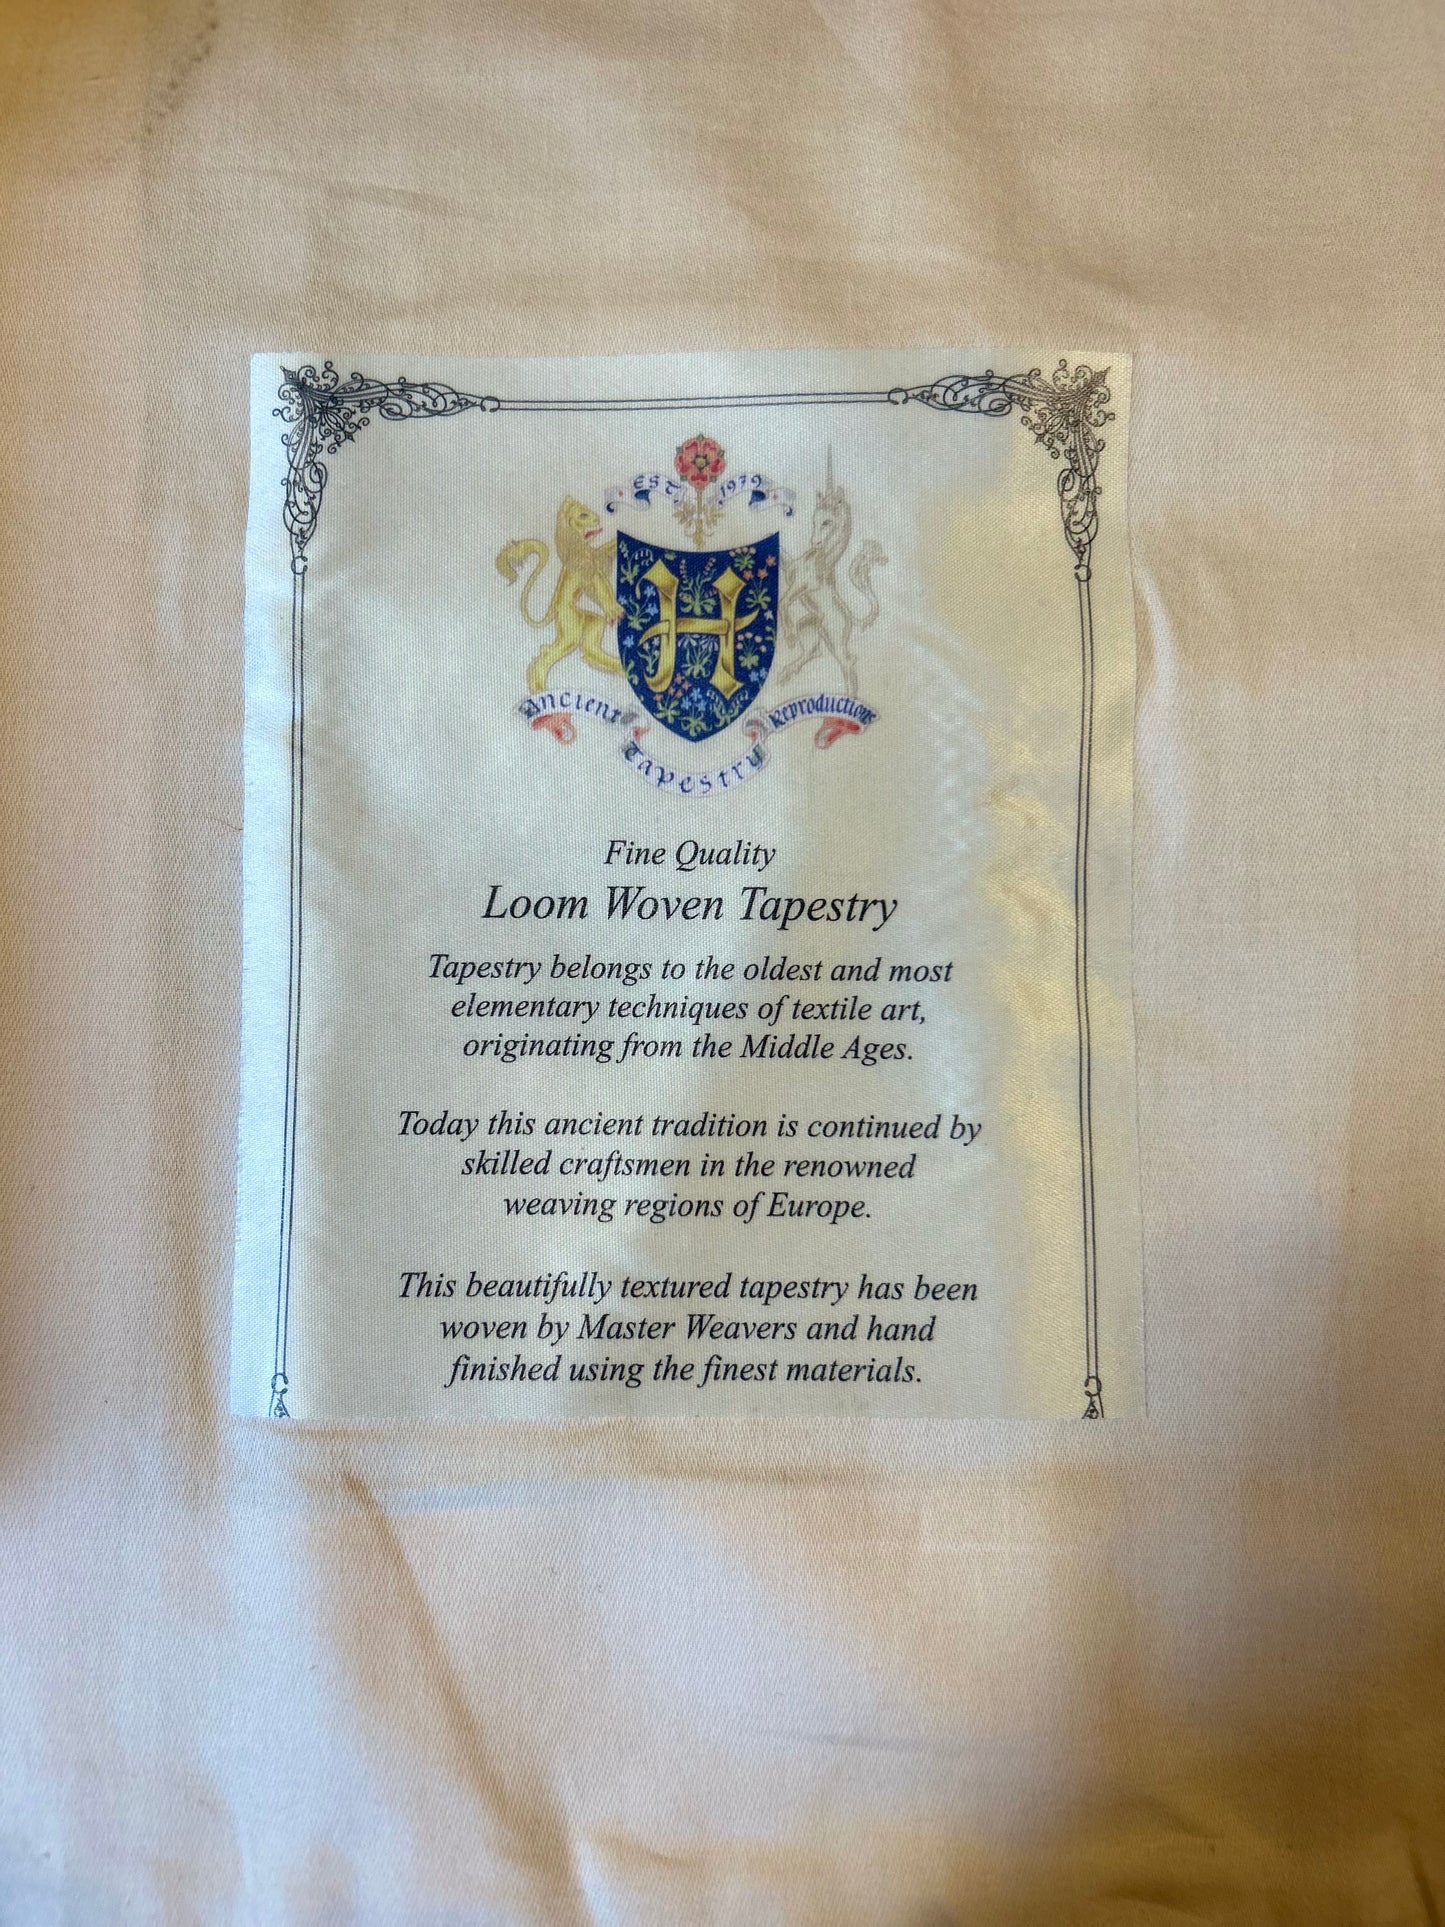 EST. 1979
H
Ancient
Reproductions
Tapestry
Fine Quality
Loom Woven Tapestry
Tapestry belongs to the oldest and most
elementary techniques of textile art,
originating from the Middle Ages.
Today this ancient tradition is continued by
skilled craftsmen in the renowned
weaving regions of Europe.
This beautifully textured tapestry has been
woven by Master Weavers and hand
finished using the finest materials.